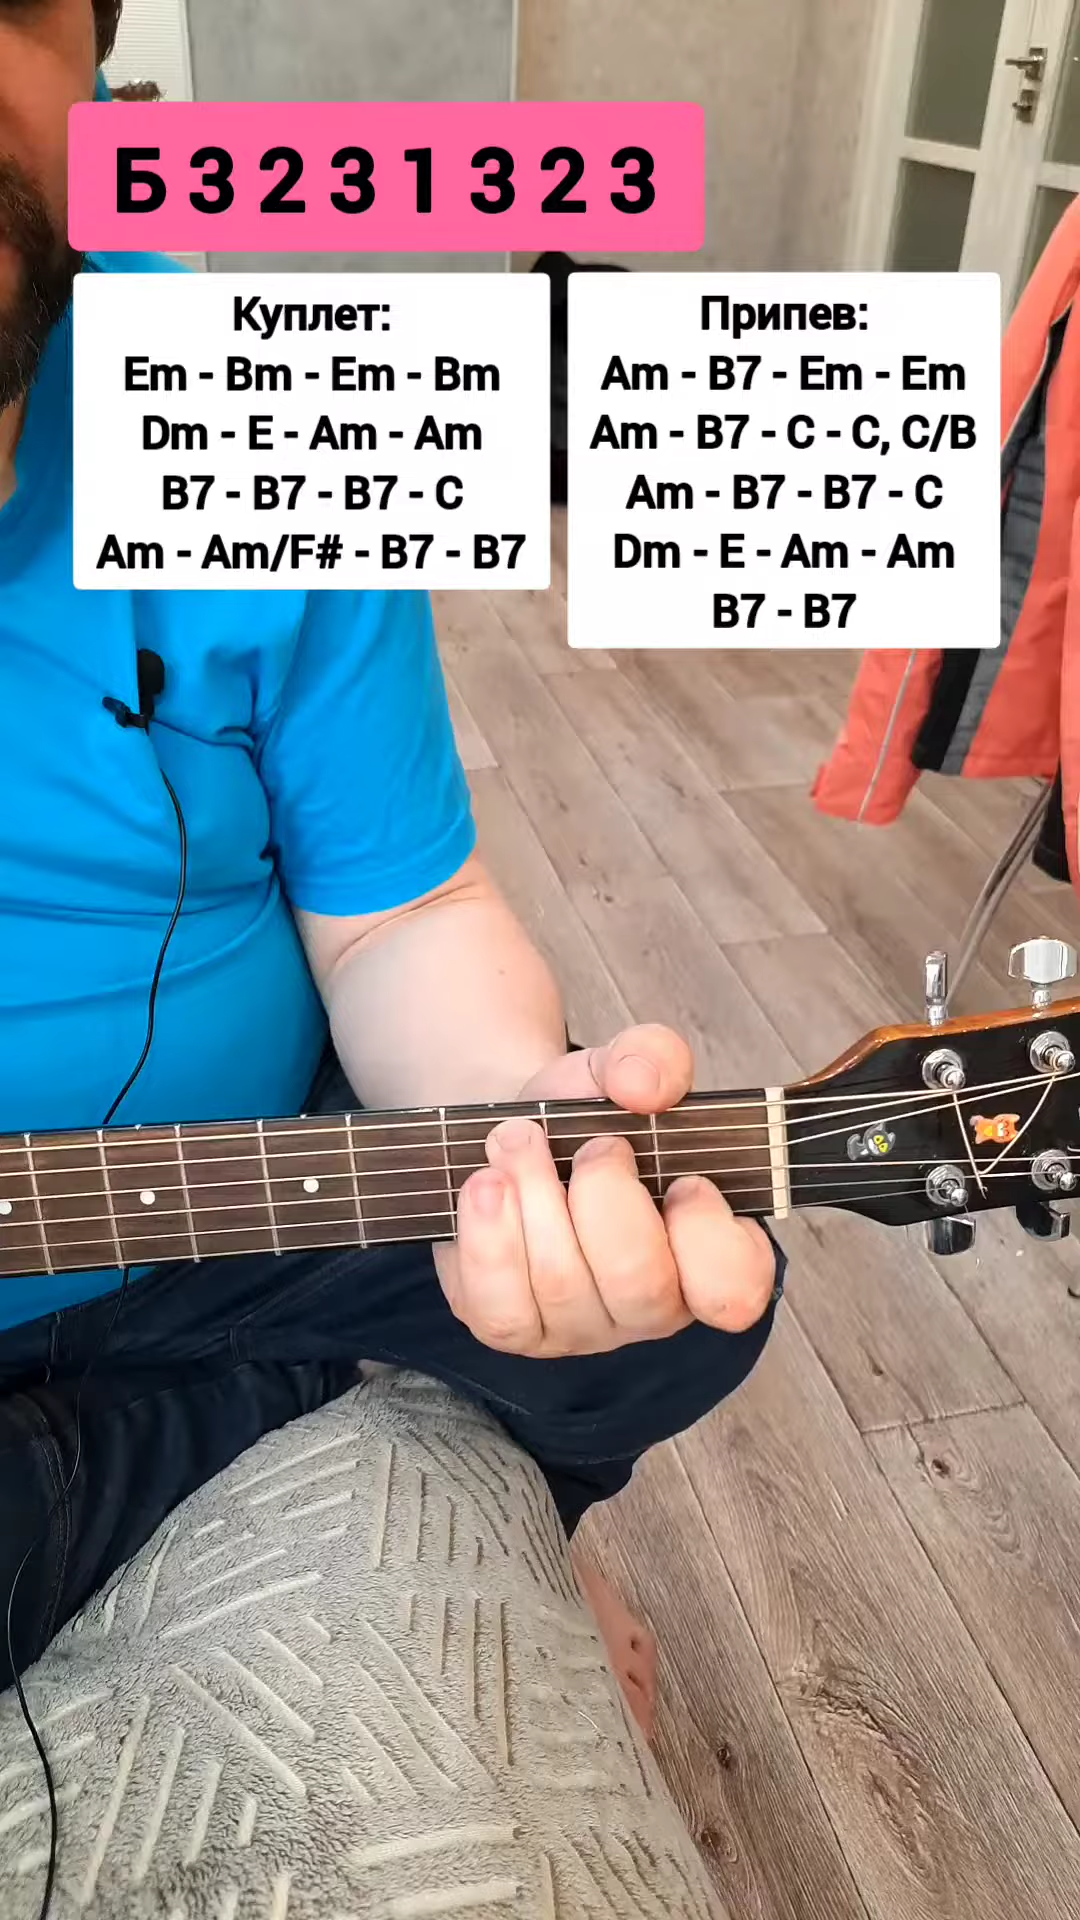 Б 3 2 3 1 3 2 3
Куплет:
Em - Bm - Em - Bm
Dm - E - Am - Am
B7 - B7 - B7 - C
Am - Am/F# - B7 - B7
Припев:
Am - B7 - Em - Em
Am - B7 - C - C, C/B
Am - B7 - B7 - C
Dm - E - Am - Am
B7 - B7